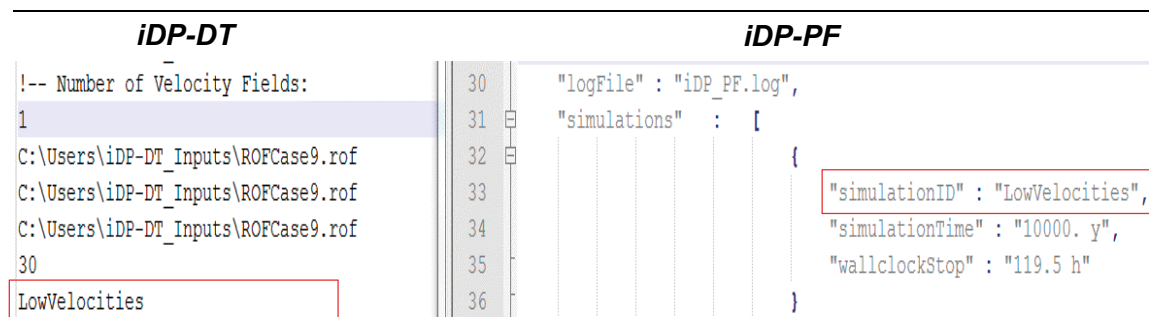 iDP-DT
!-- Number of Velocity Fields:
1
C:\Users\iDP-DT_Inputs\ROFCase9.rof
C:\Users\iDP-DT_Inputs\ROFCase9.rof
C:\Users\iDP-DT_Inputs\ROFCase9.rof
30
LowVelocities
iDP-PF
30 "logFile" : "iDP_PF.log",
31 "simulations" : [
32 {
33 "simulationID" : "LowVelocities",
34 "simulationTime" : "10000. y",
35 "wallclockStop" : "119.5 h"
36 }